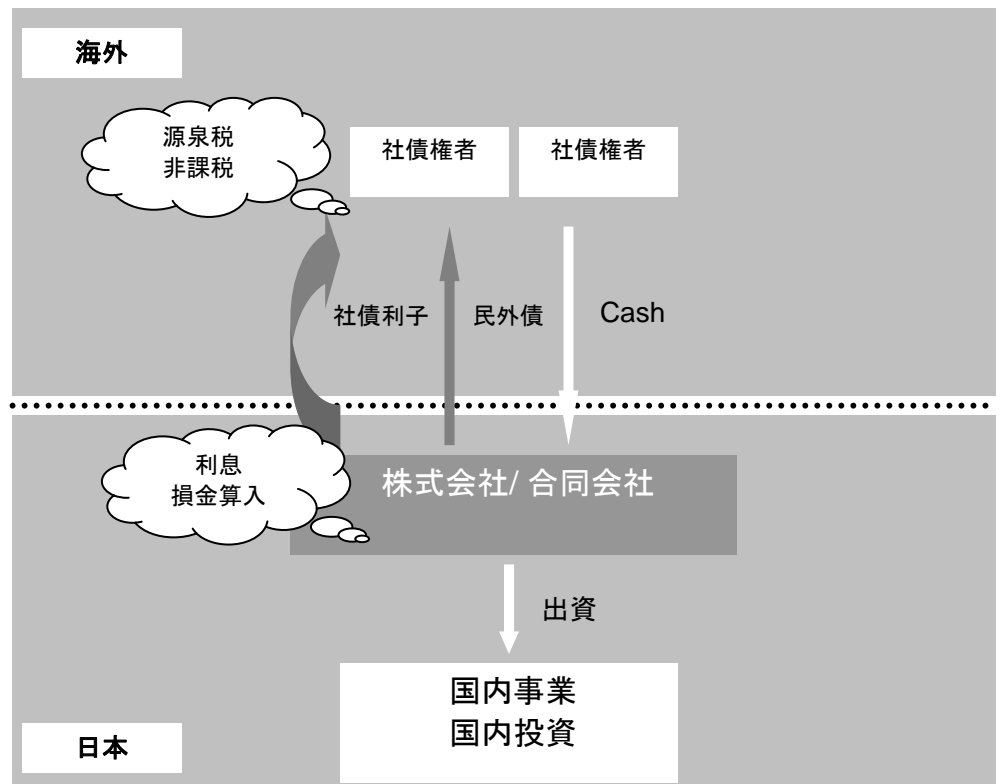 海外
源泉税
非課税
社債権者
社債権者
社債利子
民外債
Cash
利息
損金算入
株式会社/ 合同会社
出資
国内事業
国内投資
日本